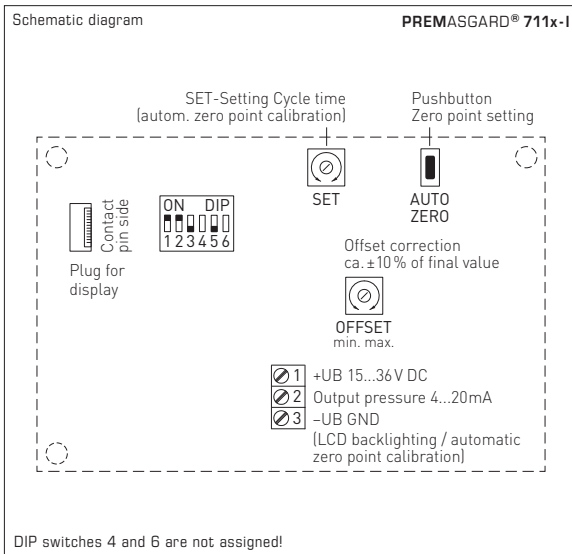 Schematic diagram
PREMASGARD® 711x-I
SET-Setting Cycle time
(autom. zero point calibration)
Pushbutton
Zero point setting
SET
AUTO
ZERO
Contact
pin side
Plug for
display
ON DIP
1 2 3 4 5 6
Offset correction
ca. ±10 % of final value
OFFSET
min. max.
1 +UB 15...36 V DC
2 Output pressure 4...20mA
3 –UB GND
(LCD backlighting / automatic
zero point calibration)
DIP switches 4 and 6 are not assigned!